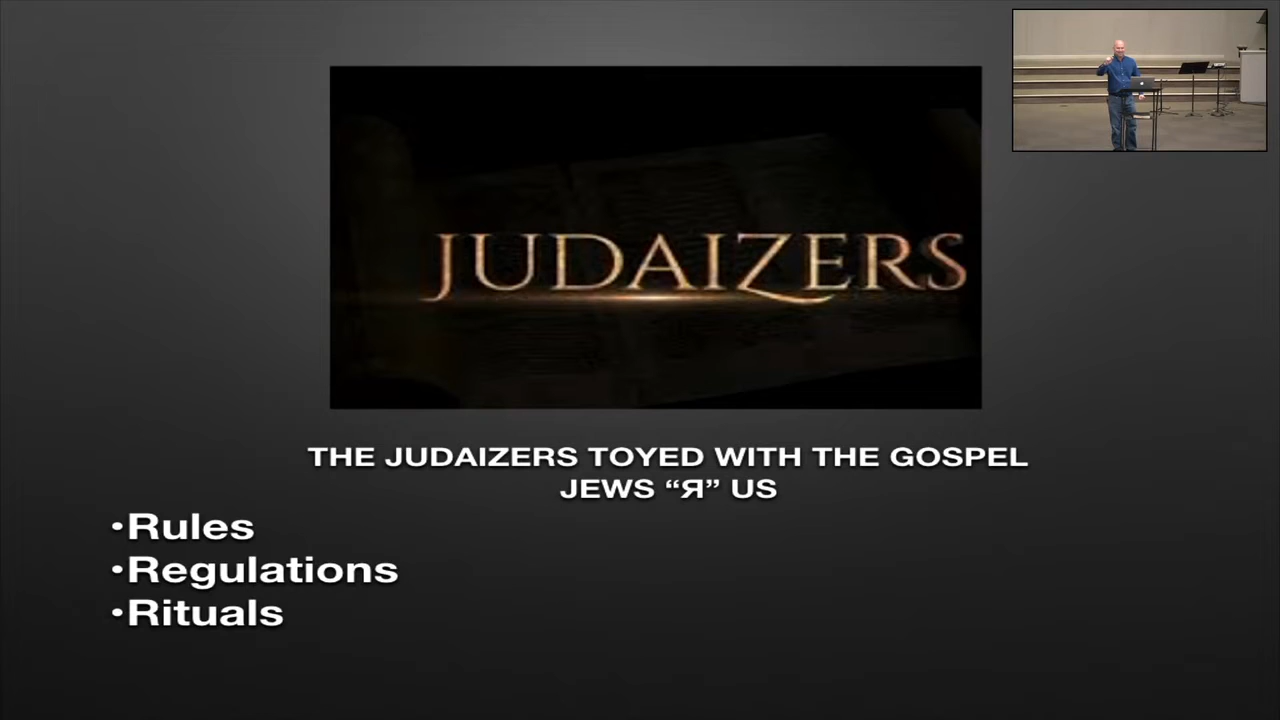 JUDAIZERS
THE JUDAIZERS TOYED WITH THE GOSPEL
JEWS “Я” US
•Rules
•Regulations
•Rituals